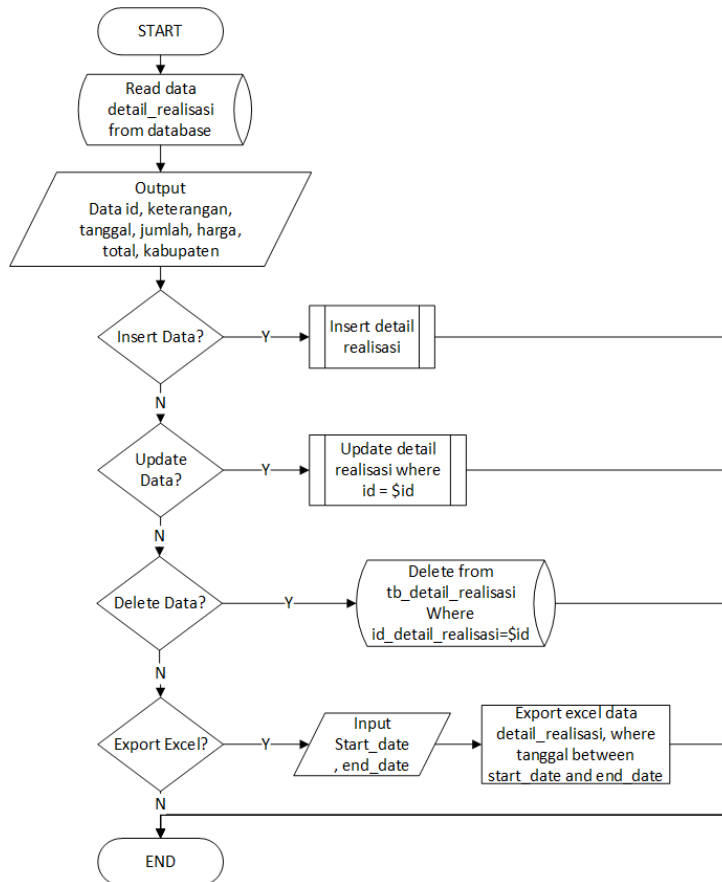 START
Read data
detail_realisasi
from database
Output
Data id, keterangan,
tanggal, jumlah, harga,
total, kabupaten
Insert Data?
Y
Insert detail
realisasi
N
Update
Data?
Y
Update detail
realisasi where
id = $id
N
Delete Data?
Y
Delete from
tb_detail_realisasi
Where
id_detail_realisasi=$id
N
Export Excel?
Y
Input
Start_date
, end_date
Export excel data
detail_realisasi, where
tanggal between
start_date and end_date
N
END